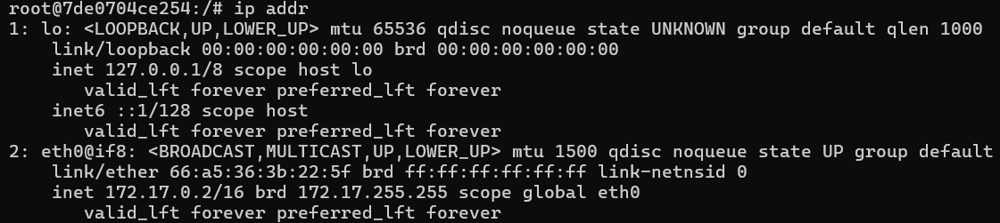 root@7de0704ce254:/# ip addr
1: lo: <LOOPBACK,UP,LOWER_UP> mtu 65536 qdisc noqueue state UNKNOWN group default qlen 1000
    link/loopback 00:00:00:00:00:00 brd 00:00:00:00:00:00
    inet 127.0.0.1/8 scope host lo
       valid_lft forever preferred_lft forever
    inet6 ::1/128 scope host
       valid_lft forever preferred_lft forever
2: eth0@if8: <BROADCAST,MULTICAST,UP,LOWER_UP> mtu 1500 qdisc noqueue state UP group default
    link/ether 66:a5:36:3b:22:5f brd ff:ff:ff:ff:ff:ff link-netnsid 0
    inet 172.17.0.2/16 brd 172.17.255.255 scope global eth0
       valid_lft forever preferred_lft forever